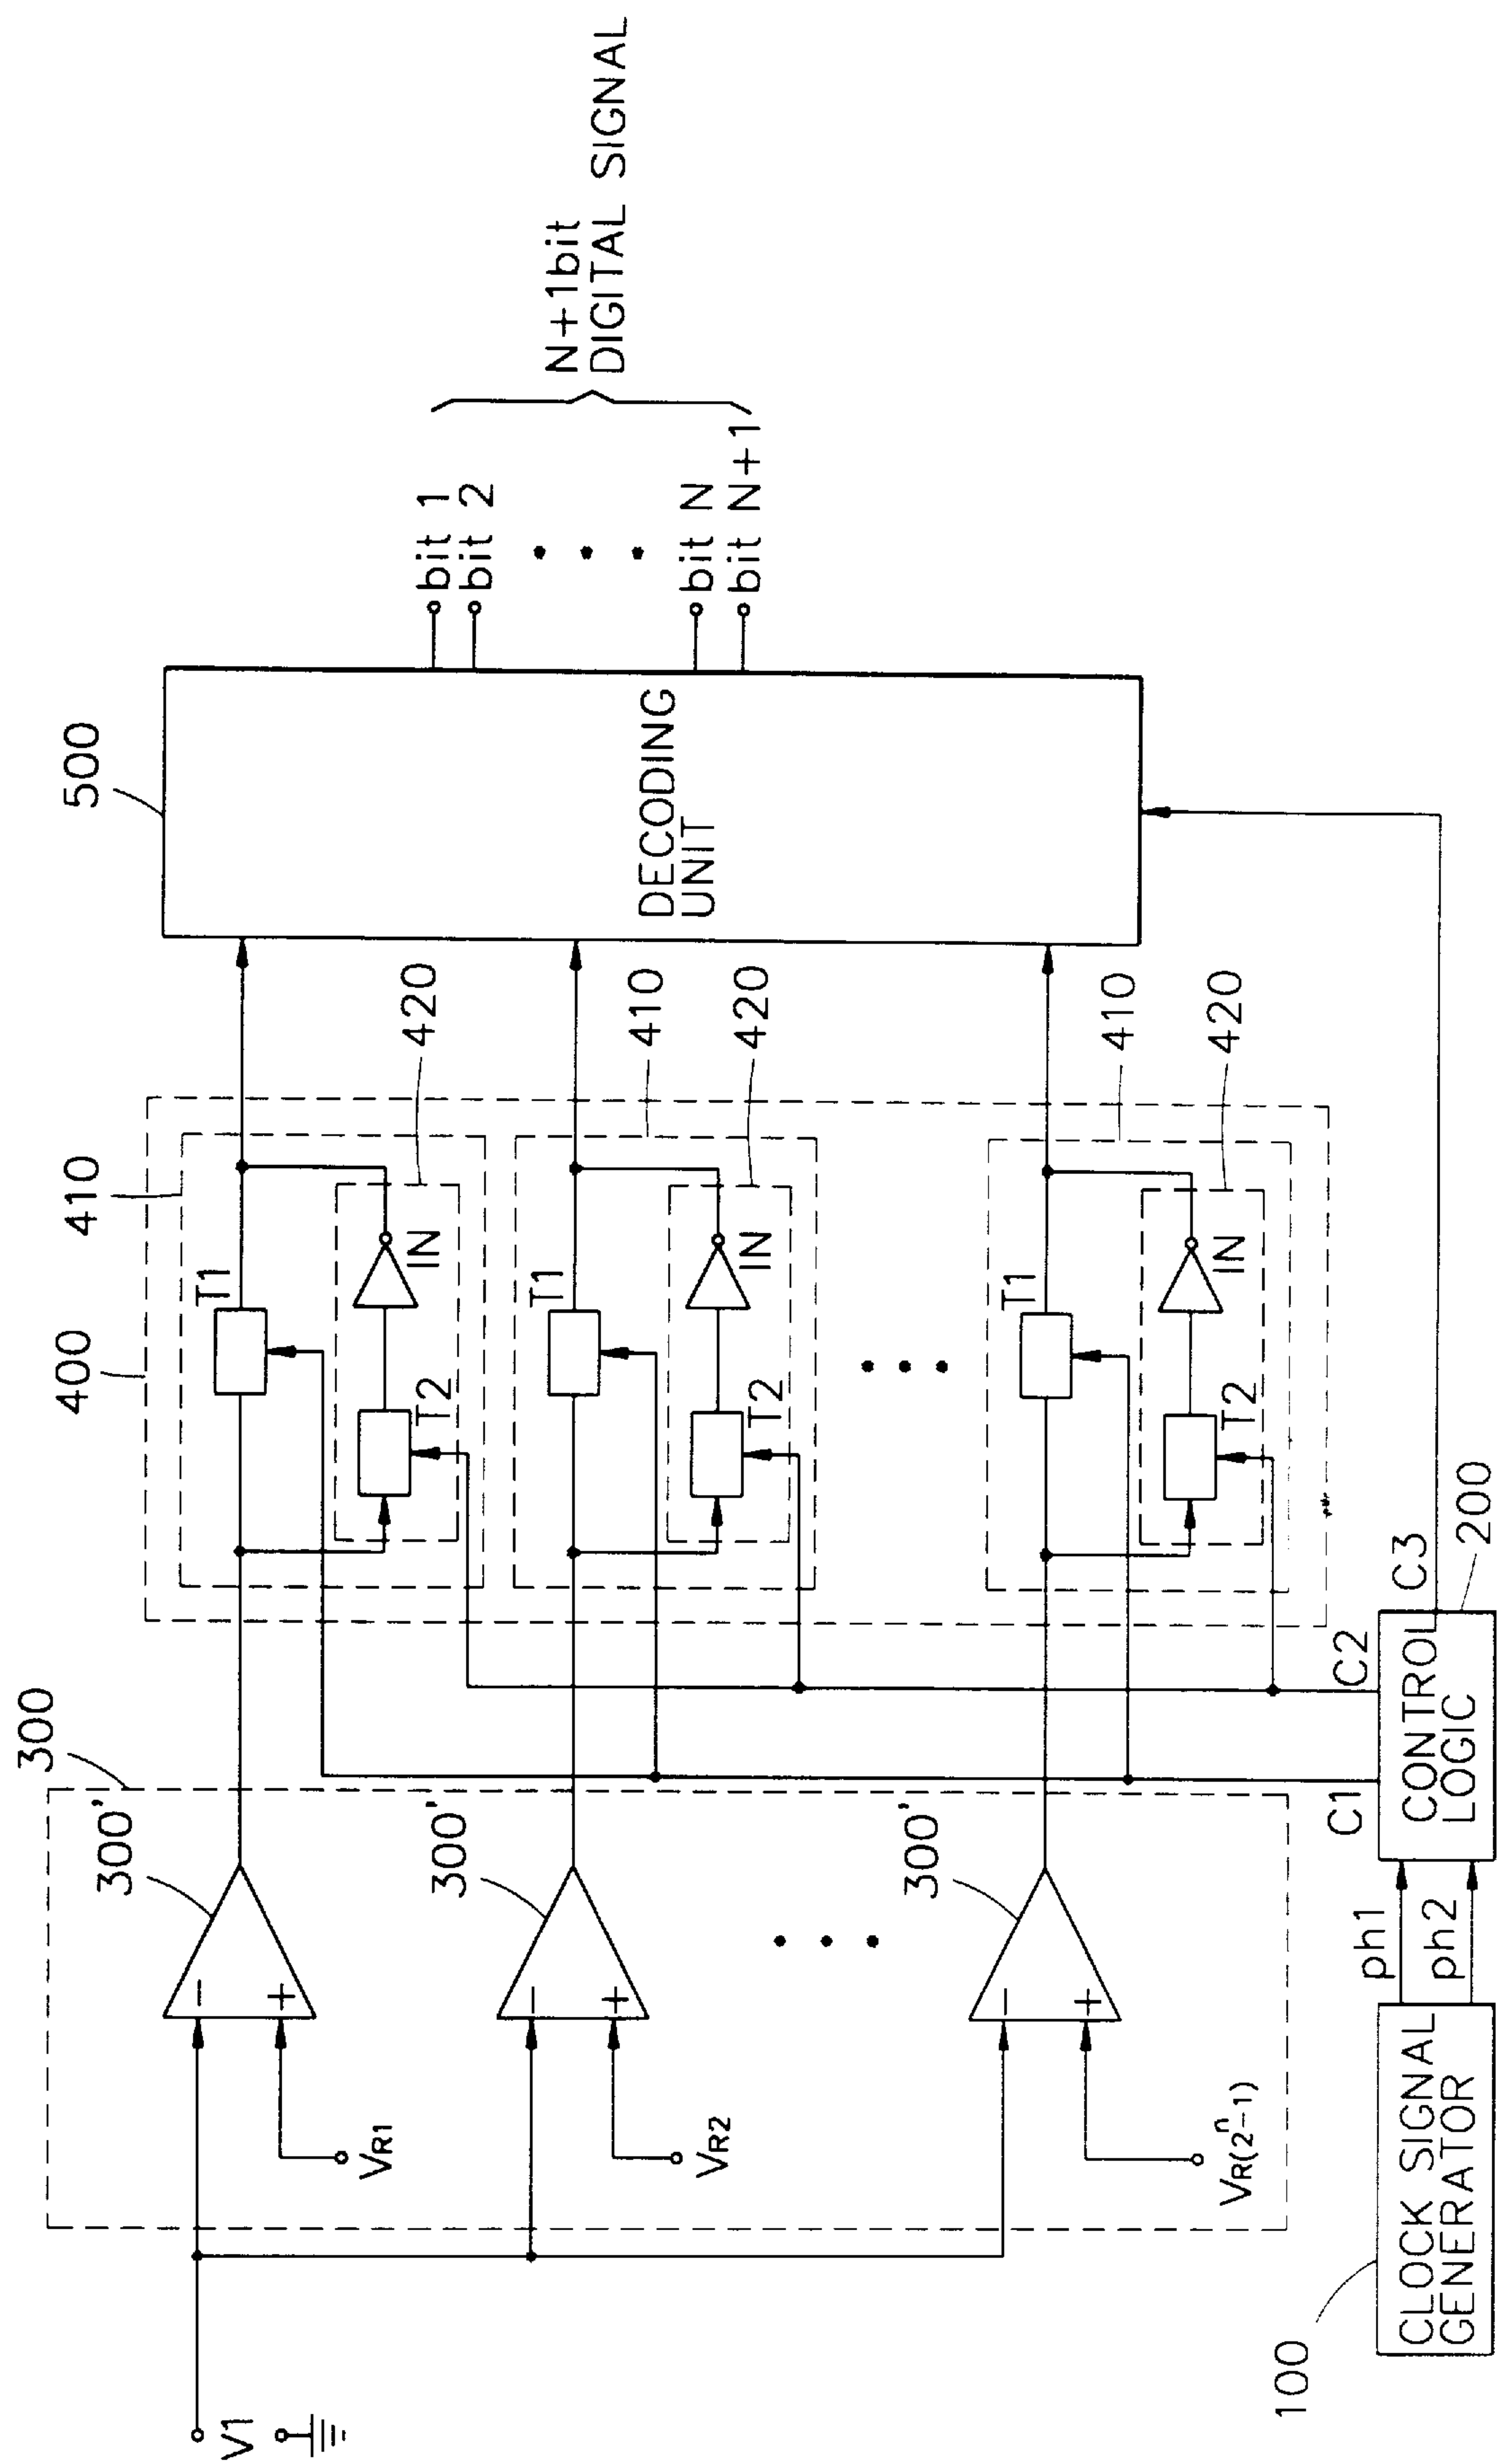 300
400
410
500
300'
T1
V1
VR1
T2
IN
420
bit 1
bit 2
N+1bit
DIGITAL SIGNAL
300'
T1
410
VR2
T2
IN
420
DECODING
UNIT
bit N
bit N+1
300'
T1
410
VR(2n-1)
T2
IN
420
C1
C2
C3
100
CLOCK SIGNAL
GENERATOR
ph1
ph2
CONTROL
LOGIC
200